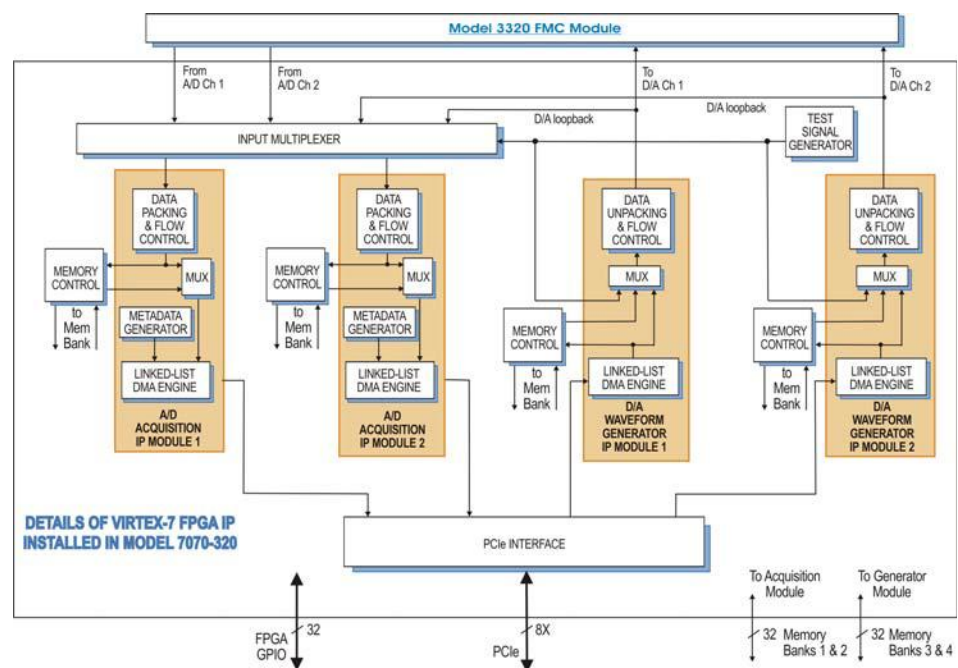 Model 3320 FMC Module
From
A/D Ch 1
From
A/D Ch 2
To
D/A Ch 1
To
D/A Ch 2
D/A loopback
D/A loopback
INPUT MULTIPLEXER
TEST
SIGNAL
GENERATOR
DATA
PACKING
& FLOW
CONTROL
MEMORY
CONTROL
MUX
to
Mem
Bank
METADATA
GENERATOR
LINKED-LIST
DMA ENGINE
A/D
ACQUISITION
IP MODULE 1
DATA
PACKING
& FLOW
CONTROL
MEMORY
CONTROL
MUX
to
Mem
Bank
METADATA
GENERATOR
LINKED-LIST
DMA ENGINE
A/D
ACQUISITION
IP MODULE 2
DATA
UNPACKING
& FLOW
CONTROL
MUX
MEMORY
CONTROL
to
Mem
Bank
LINKED-LIST
DMA ENGINE
D/A
WAVEFORM
GENERATOR
IP MODULE 1
DATA
UNPACKING
& FLOW
CONTROL
MUX
MEMORY
CONTROL
to
Mem
Bank
LINKED-LIST
DMA ENGINE
D/A
WAVEFORM
GENERATOR
IP MODULE 2
DETAILS OF VIRTEX-7 FPGA IP
INSTALLED IN MODEL 7070-320
PCIe INTERFACE
To Acquisition
Module
To Generator
Module
32
FPGA
GPIO
8X
PCIe
32 Memory
Banks 1 & 2
32 Memory
Banks 3 & 4